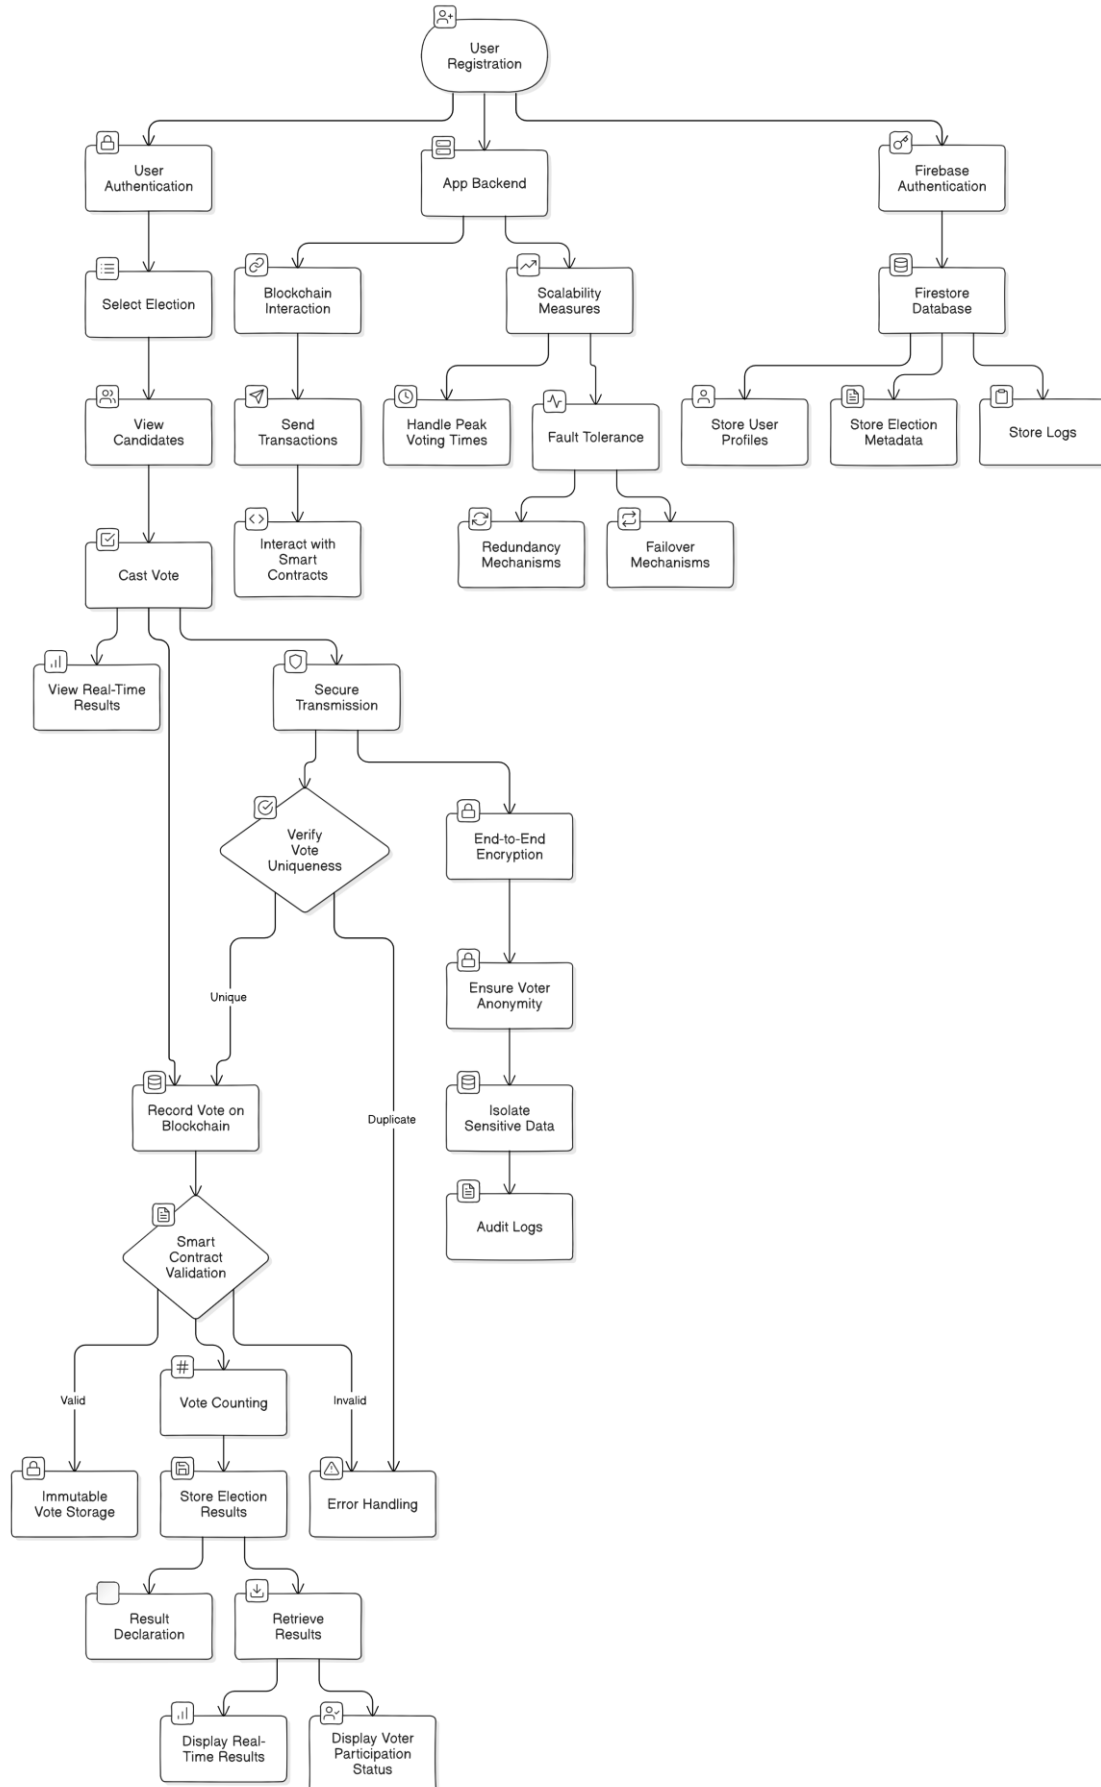 User
Registration
User
Authentication
App Backend
Firebase
Authentication
Select Election
Blockchain
Interaction
Scalability
Measures
Firestore
Database
View
Candidates
Send
Transactions
Handle Peak
Voting Times
Fault Tolerance
Store User
Profiles
Store Election
Metadata
Store Logs
Cast Vote
Interact with
Smart
Contracts
Redundancy
Mechanisms
Failover
Mechanisms
View Real-Time
Results
Secure
Transmission
Verify
Vote
Uniqueness
End-to-End
Encryption
Unique
Ensure Voter
Anonymity
Record Vote on
Blockchain
Duplicate
Isolate
Sensitive Data
Smart
Contract
Validation
Audit Logs
Valid
Vote Counting
Invalid
Immutable
Vote Storage
Store Election
Results
Error Handling
Result
Declaration
Retrieve
Results
Display Real-
Time Results
Display Voter
Participation
Status